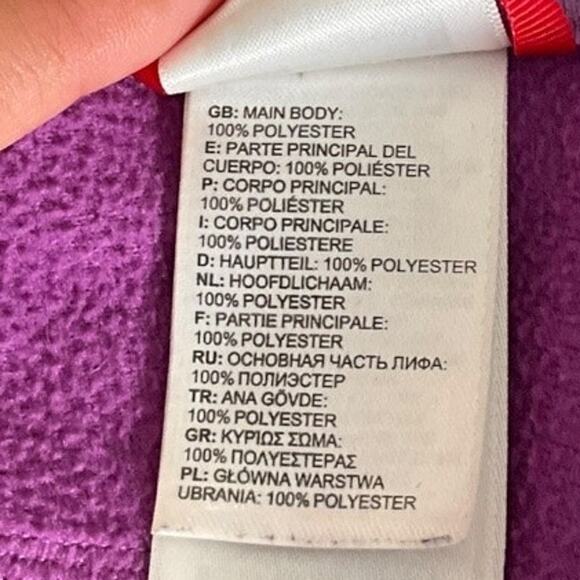 GB: MAIN BODY:
100% POLYESTER
E: PARTE PRINCIPAL DEL
CUERPO: 100% POLIÉSTER
P: CORPO PRINCIPAL:
100% POLIÉSTER
I: CORPO PRINCIPALE:
100% POLIESTERE
D: HAUPTTEIL: 100% POLYESTER
NL: HOOFDLICHAAM:
100% POLYESTER
F: PARTIE PRINCIPALE:
100% POLYESTER
RU: ОСНОВНАЯ ЧАСТЬ ЛИФА:
100% ПОЛИЭСТЕР
TR: ANA GÖVDE:
100% POLYESTER
GR: ΚΥΡΊΩΣ ΣΩΜΑ:
100% ΠΟΛΥΕΣΤΕΡΑΣ
PL: GŁÓWNA WARSTWA
UBRANIA: 100% POLYESTER